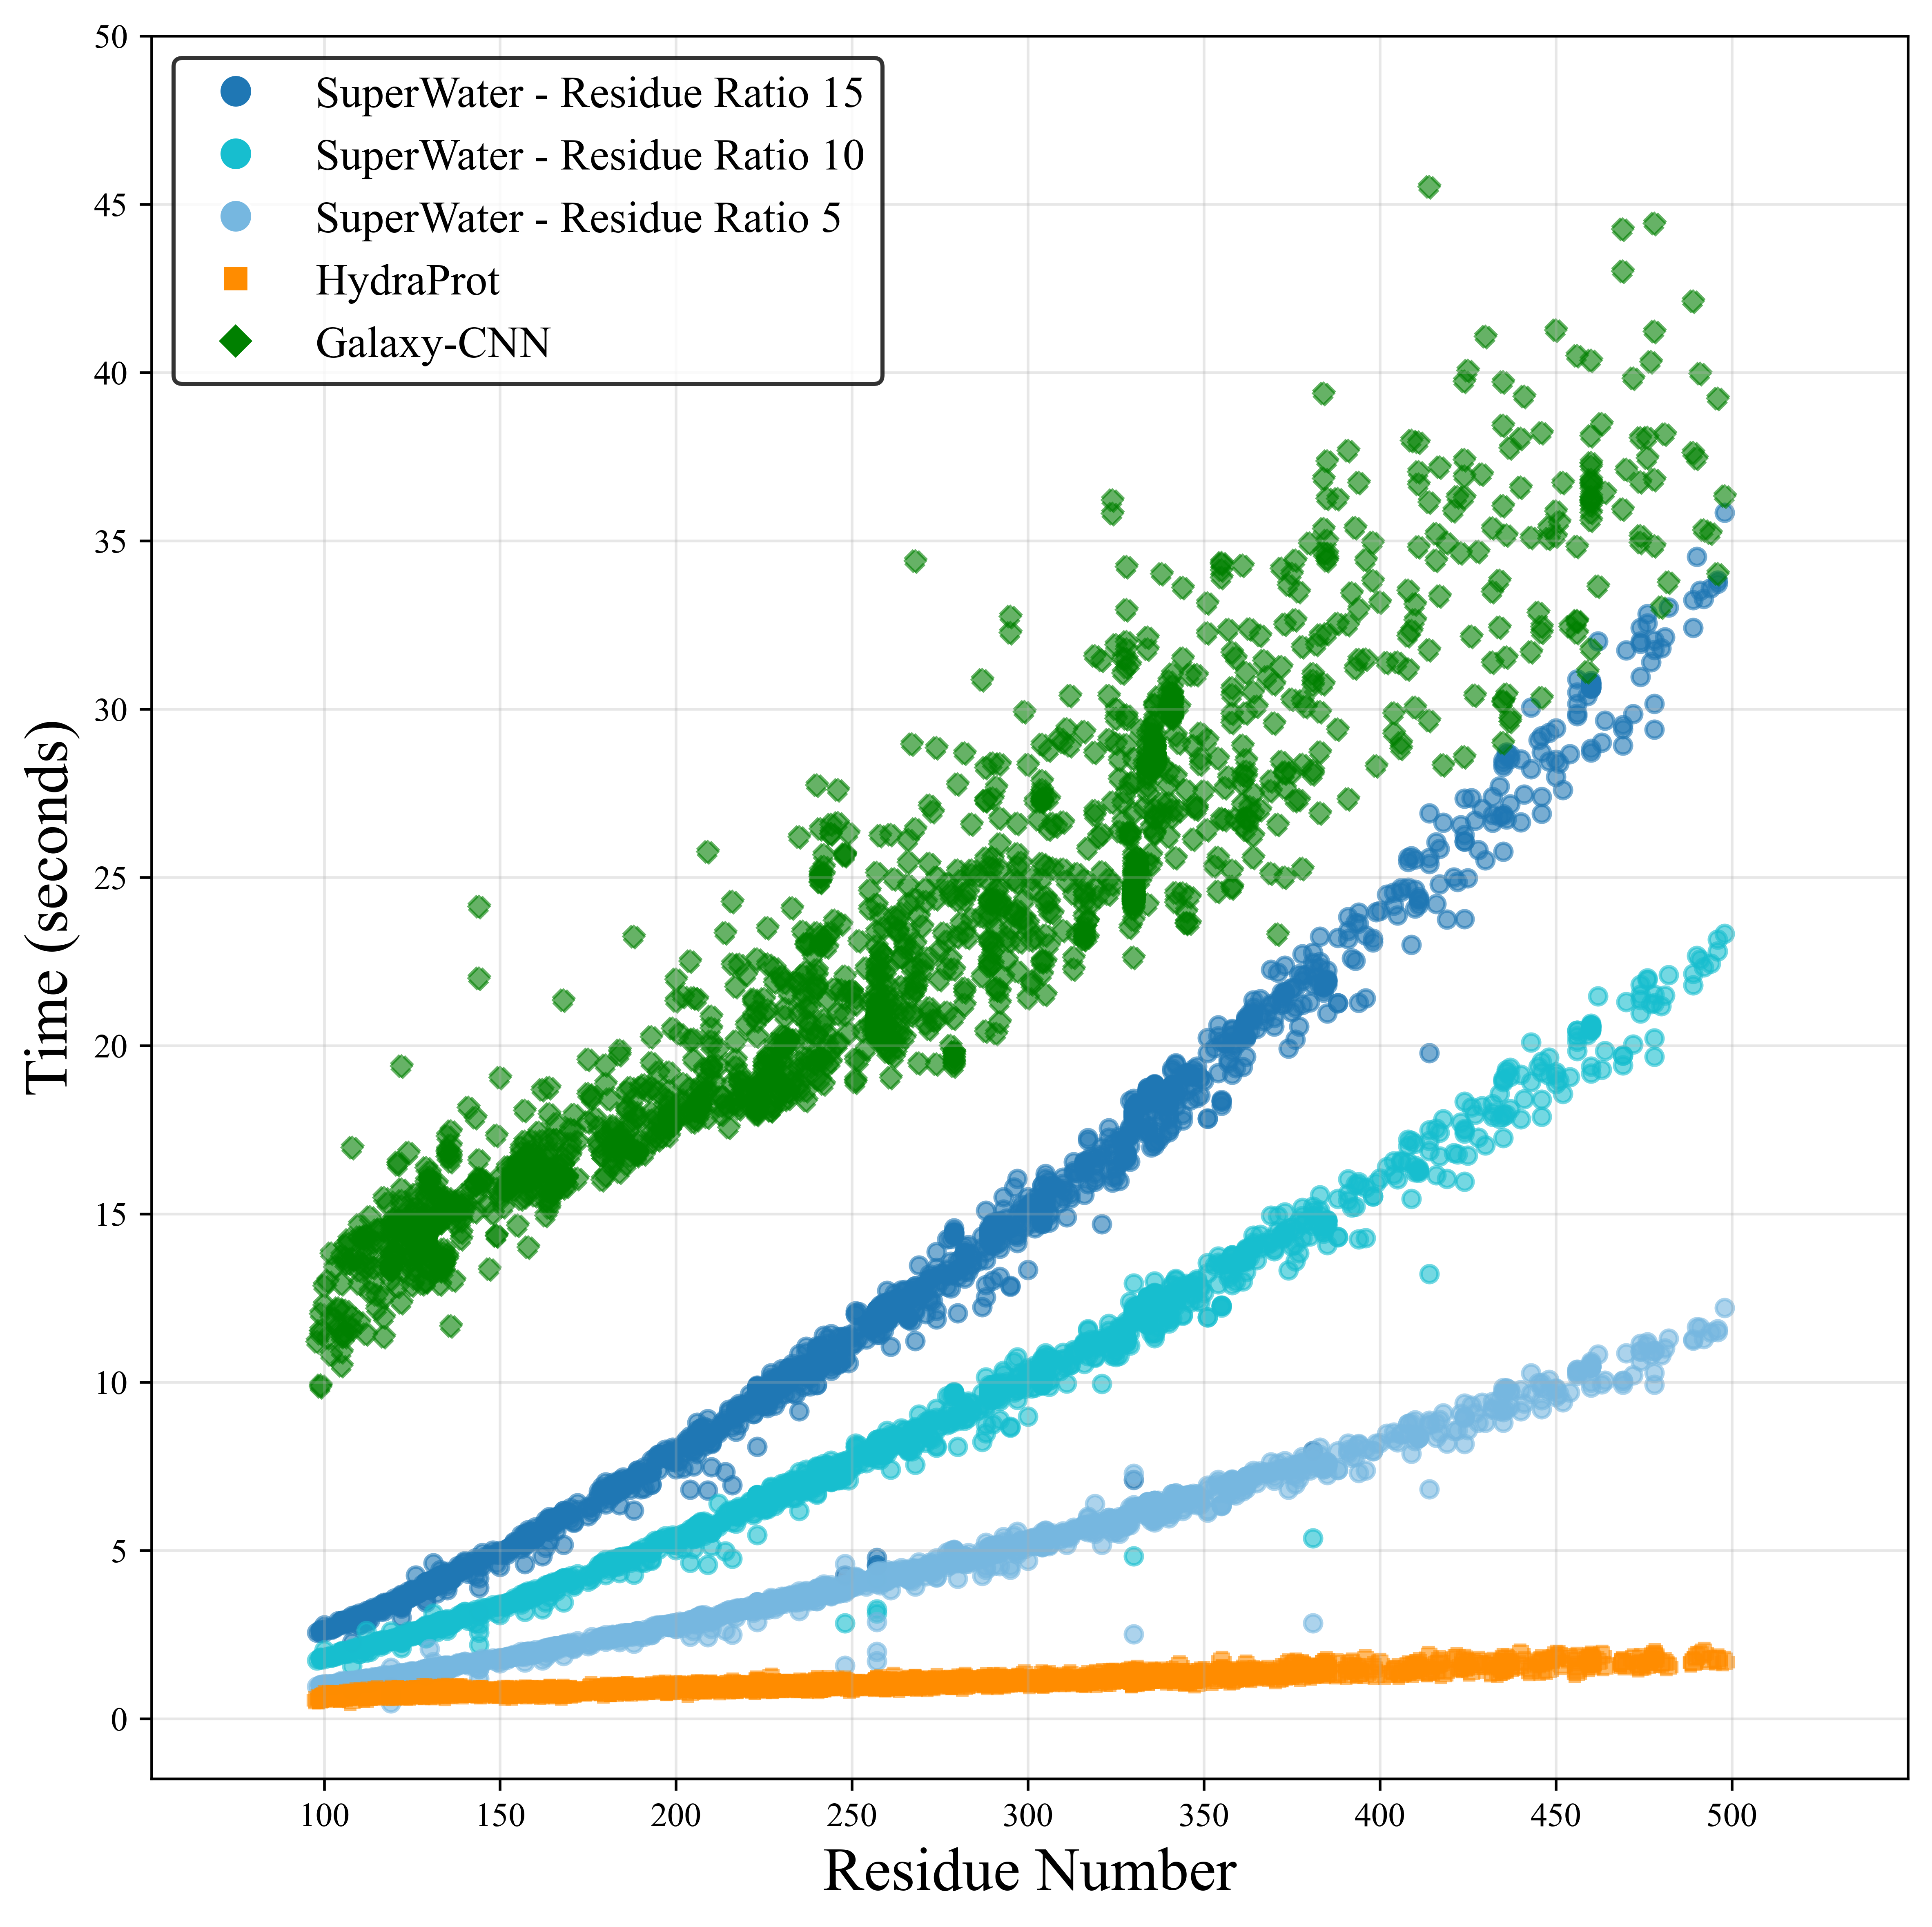 SuperWater - Residue Ratio 15
SuperWater - Residue Ratio 10
SuperWater - Residue Ratio 5
HydraProt
Galaxy-CNN
Time (seconds)
50
45
40
35
30
25
20
15
10
5
0
100 150 200 250 300 350 400 450 500
Residue Number